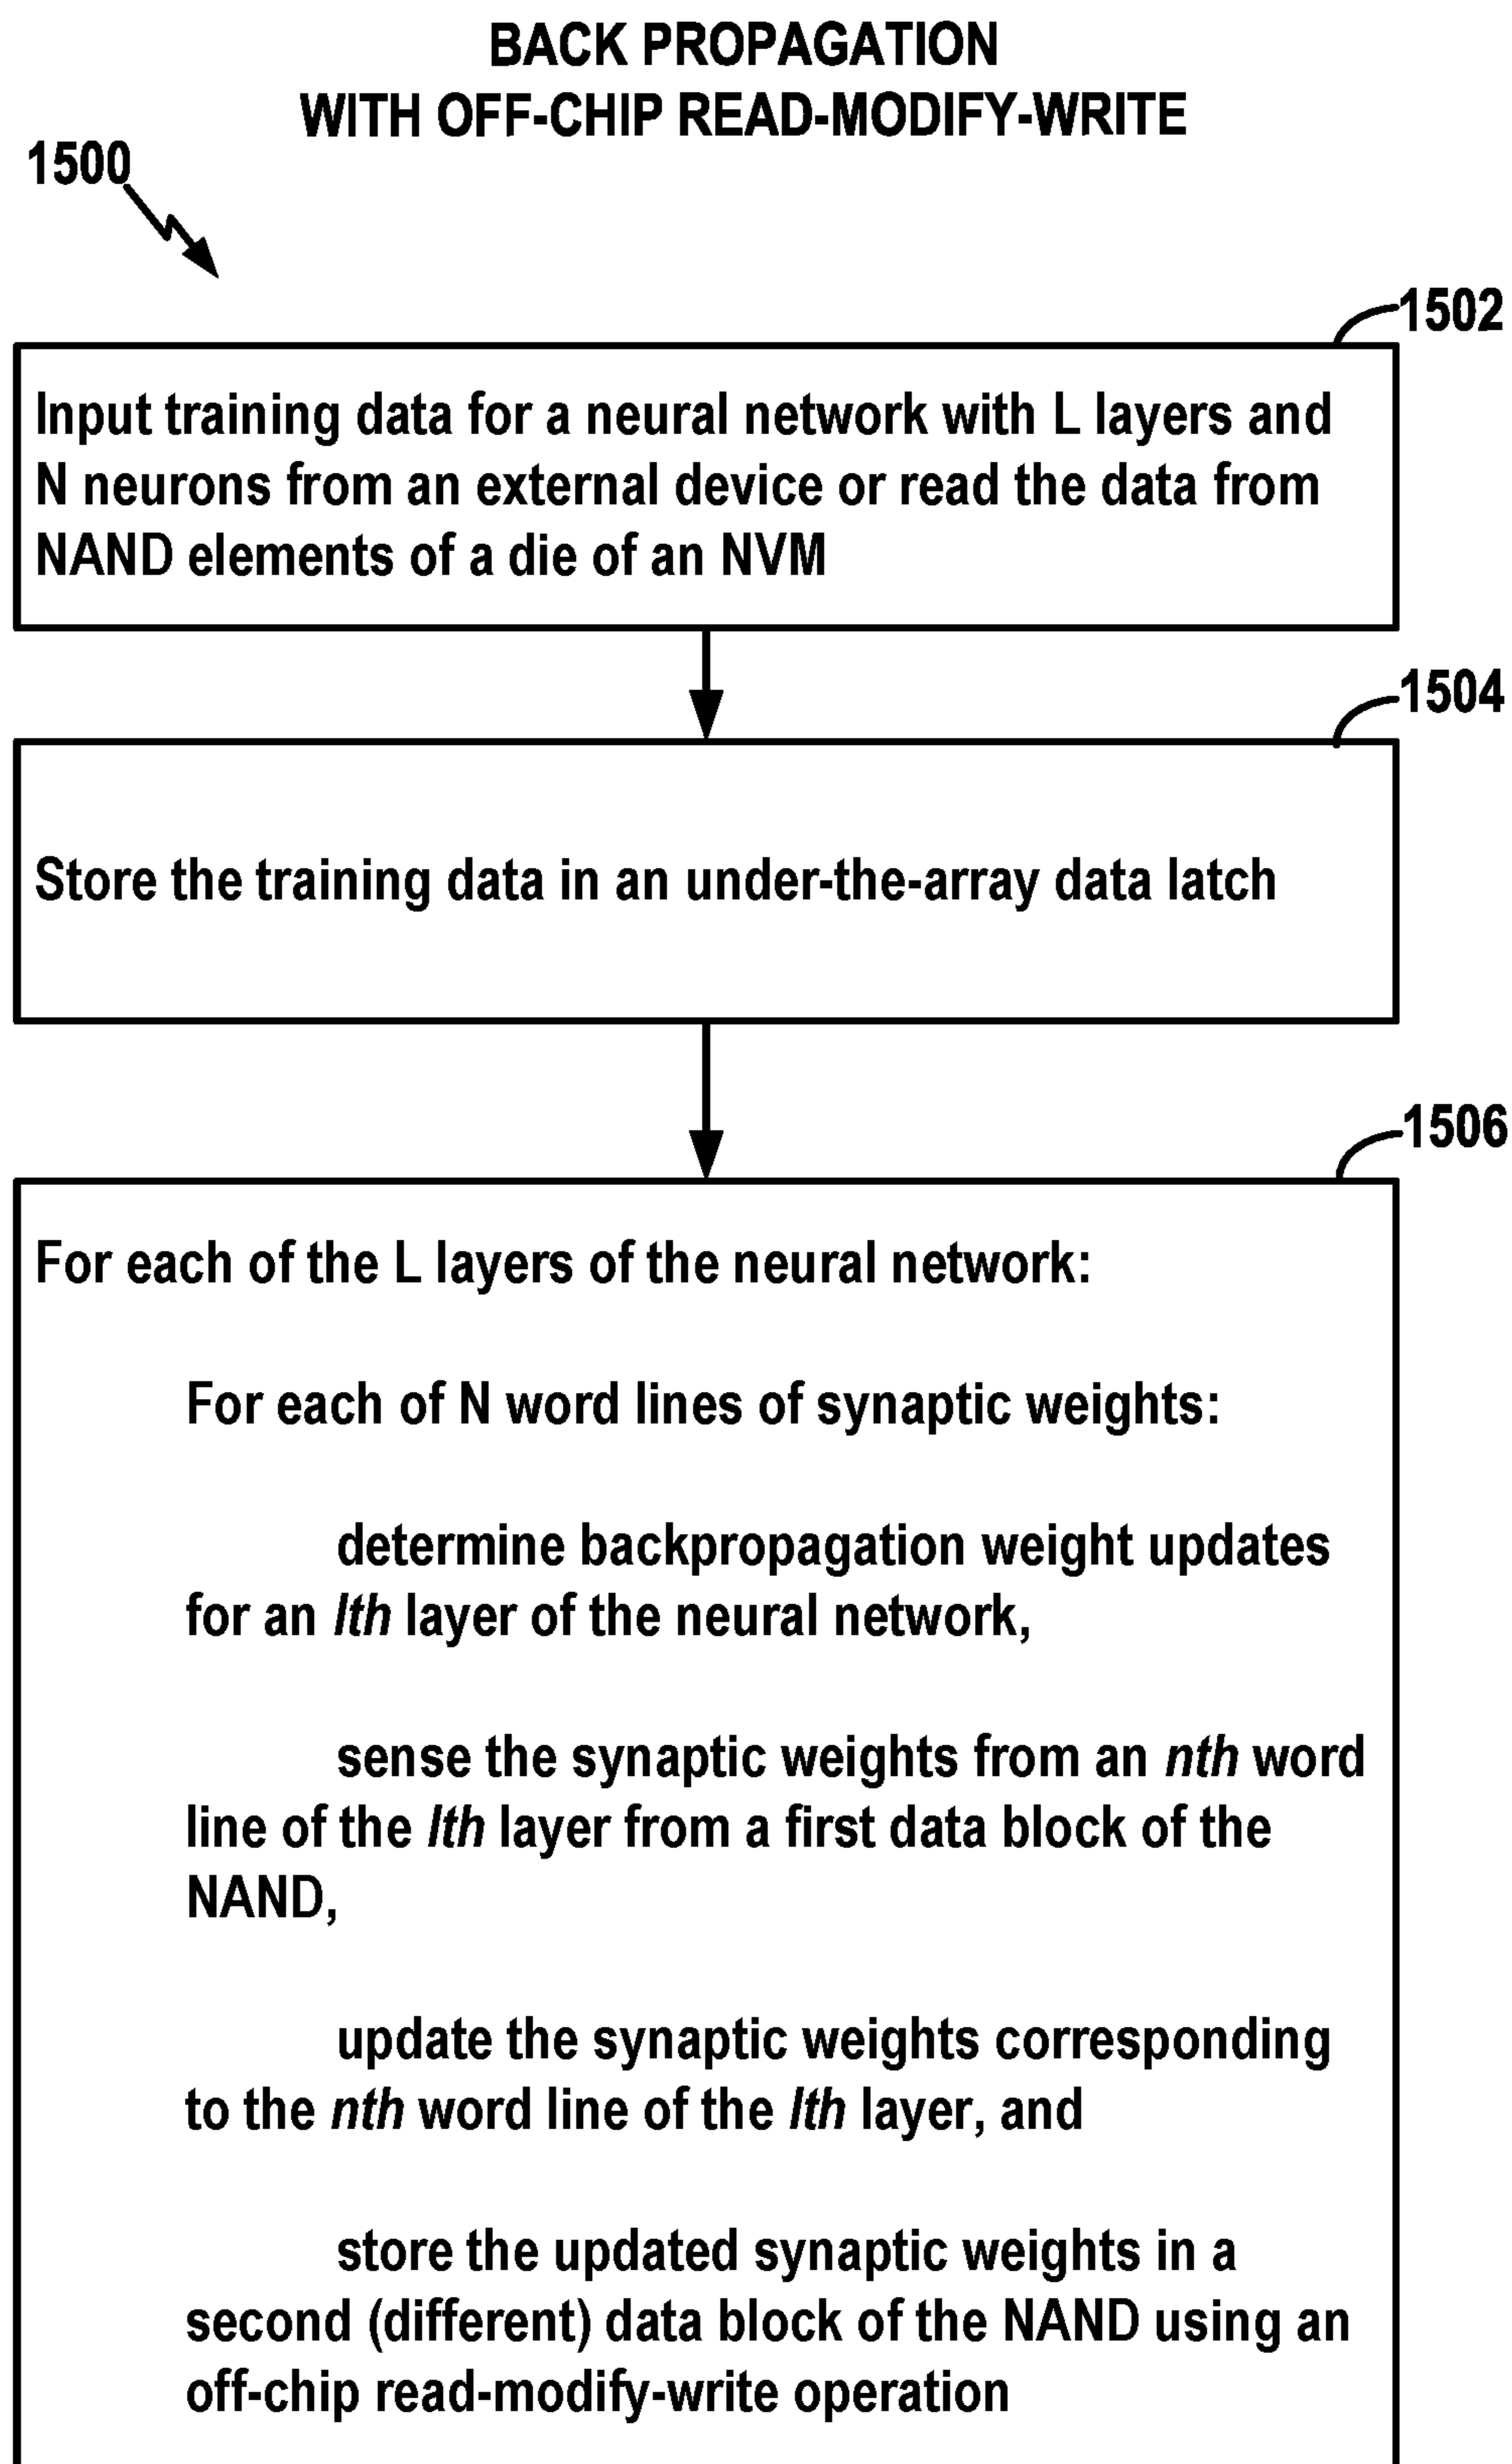 BACK PROPAGATION
WITH OFF-CHIP READ-MODIFY-WRITE
1500
1502
Input training data for a neural network with L layers and
N neurons from an external device or read the data from
NAND elements of a die of an NVM
1504
Store the training data in an under-the-array data latch
1506
For each of the L layers of the neural network:
For each of N word lines of synaptic weights:
determine backpropagation weight updates
for an lth layer of the neural network,
sense the synaptic weights from an nth word
line of the lth layer from a first data block of the
NAND,
update the synaptic weights corresponding
to the nth word line of the lth layer, and
store the updated synaptic weights in a
second (different) data block of the NAND using an
off-chip read-modify-write operation